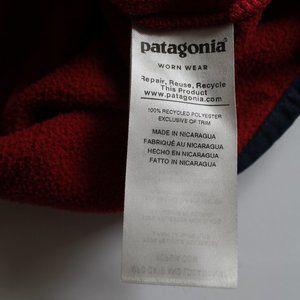 patagonia®
WORN WEAR
Repair, Reuse, Recycle
This Product
www.patagonia.com
100% RECYCLED POLYESTER
EXCLUSIVE OF TRIM
MADE IN NICARAGUA
FABRIQUÉ AU NICARAGUA
HECHO EN NICARAGUA
FATTO IN NICARAGUA